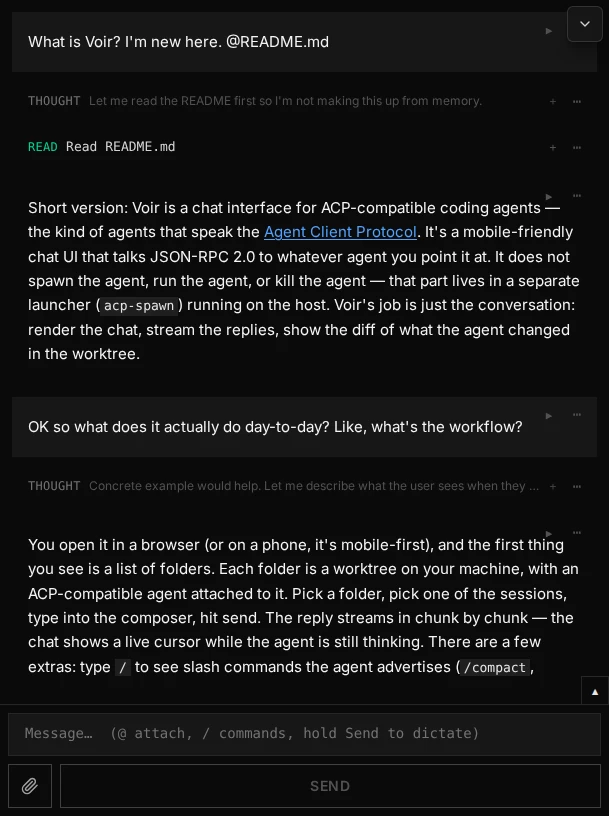 What is Voir? I'm new here. @README.md
THOUGHT Let me read the README first so I'm not making this up from memory.
READ Read README.md
Short version: Voir is a chat interface for ACP-compatible coding agents —
the kind of agents that speak the Agent Client Protocol. It's a mobile-friendly
chat UI that talks JSON-RPC 2.0 to whatever agent you point it at. It does not
spawn the agent, run the agent, or kill the agent — that part lives in a separate
launcher (acp-spawn) running on the host. Voir's job is just the conversation:
render the chat, stream the replies, show the diff of what the agent changed
in the worktree.
OK so what does it actually do day-to-day? Like, what's the workflow?
THOUGHT Concrete example would help. Let me describe what the user sees when they ...
You open it in a browser (or on a phone, it's mobile-first), and the first thing
you see is a list of folders. Each folder is a worktree on your machine, with an
ACP-compatible agent attached to it. Pick a folder, pick one of the sessions,
type into the composer, hit send. The reply streams in chunk by chunk — the
chat shows a live cursor while the agent is still thinking. There are a few
extras: type / to see slash commands the agent advertises (/compact,
Message… (@ attach, / commands, hold Send to dictate)
SEND